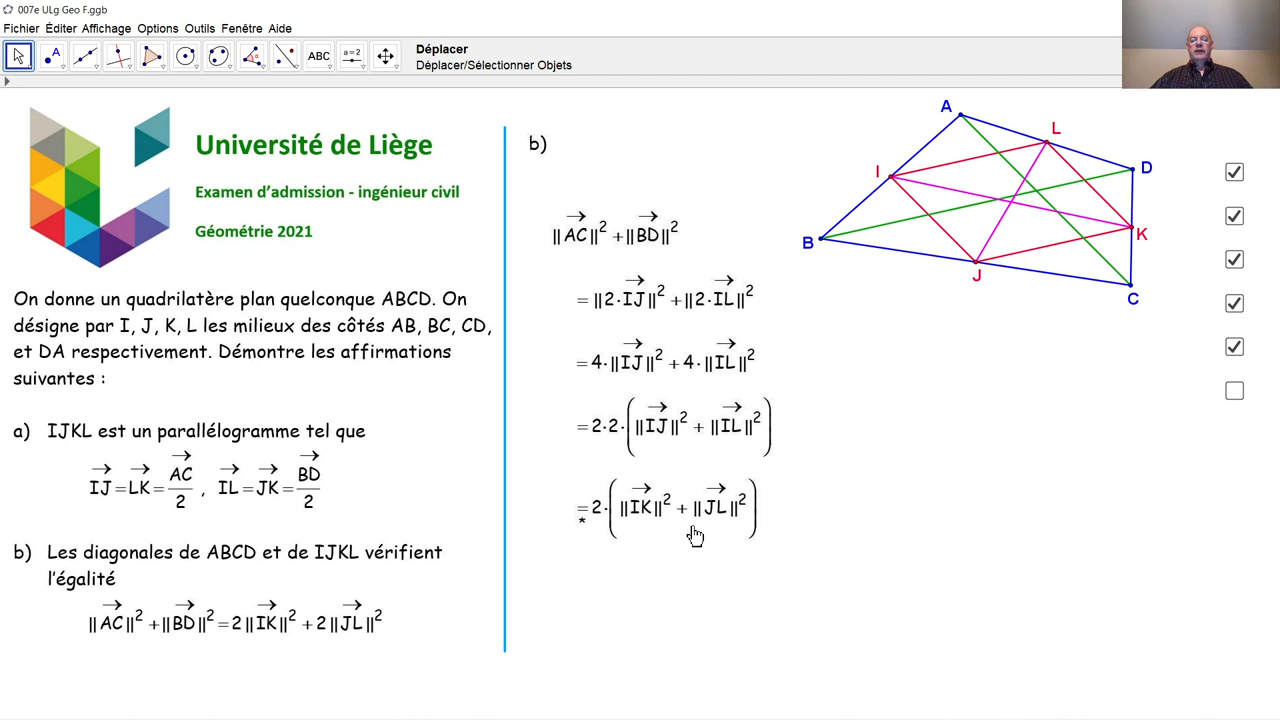 007e ULg Geo F.ggb
Fichier Éditer Affichage Options Outils Fenêtre Aide
A
ABC
a=2
Déplacer
Déplacer/Sélectionner Objets
Université de Liège
Examen d’admission - ingénieur civil
Géométrie 2021
On donne un quadrilatère plan quelconque ABCD. On
désigne par I, J, K, L les milieux des côtés AB, BC, CD,
et DA respectivement. Démontre les affirmations
suivantes :
a) IJKL est un parallélogramme tel que
→IJ = →LK = →AC/2 , →IL = →JK = →BD/2
b) Les diagonales de ABCD et de IJKL vérifient
l’égalité
||→AC||² + ||→BD||² = 2||→IK||² + 2||→JL||²
b)
||→AC||² + ||→BD||²
= ||2·→IJ||² + ||2·→IL||²
= 4·||→IJ||² + 4·||→IL||²
= 2·2·(||→IJ||² + ||→IL||²)
=* 2·(||→IK||² + ||→JL||²)
A
L
I
D
K
B
J
C